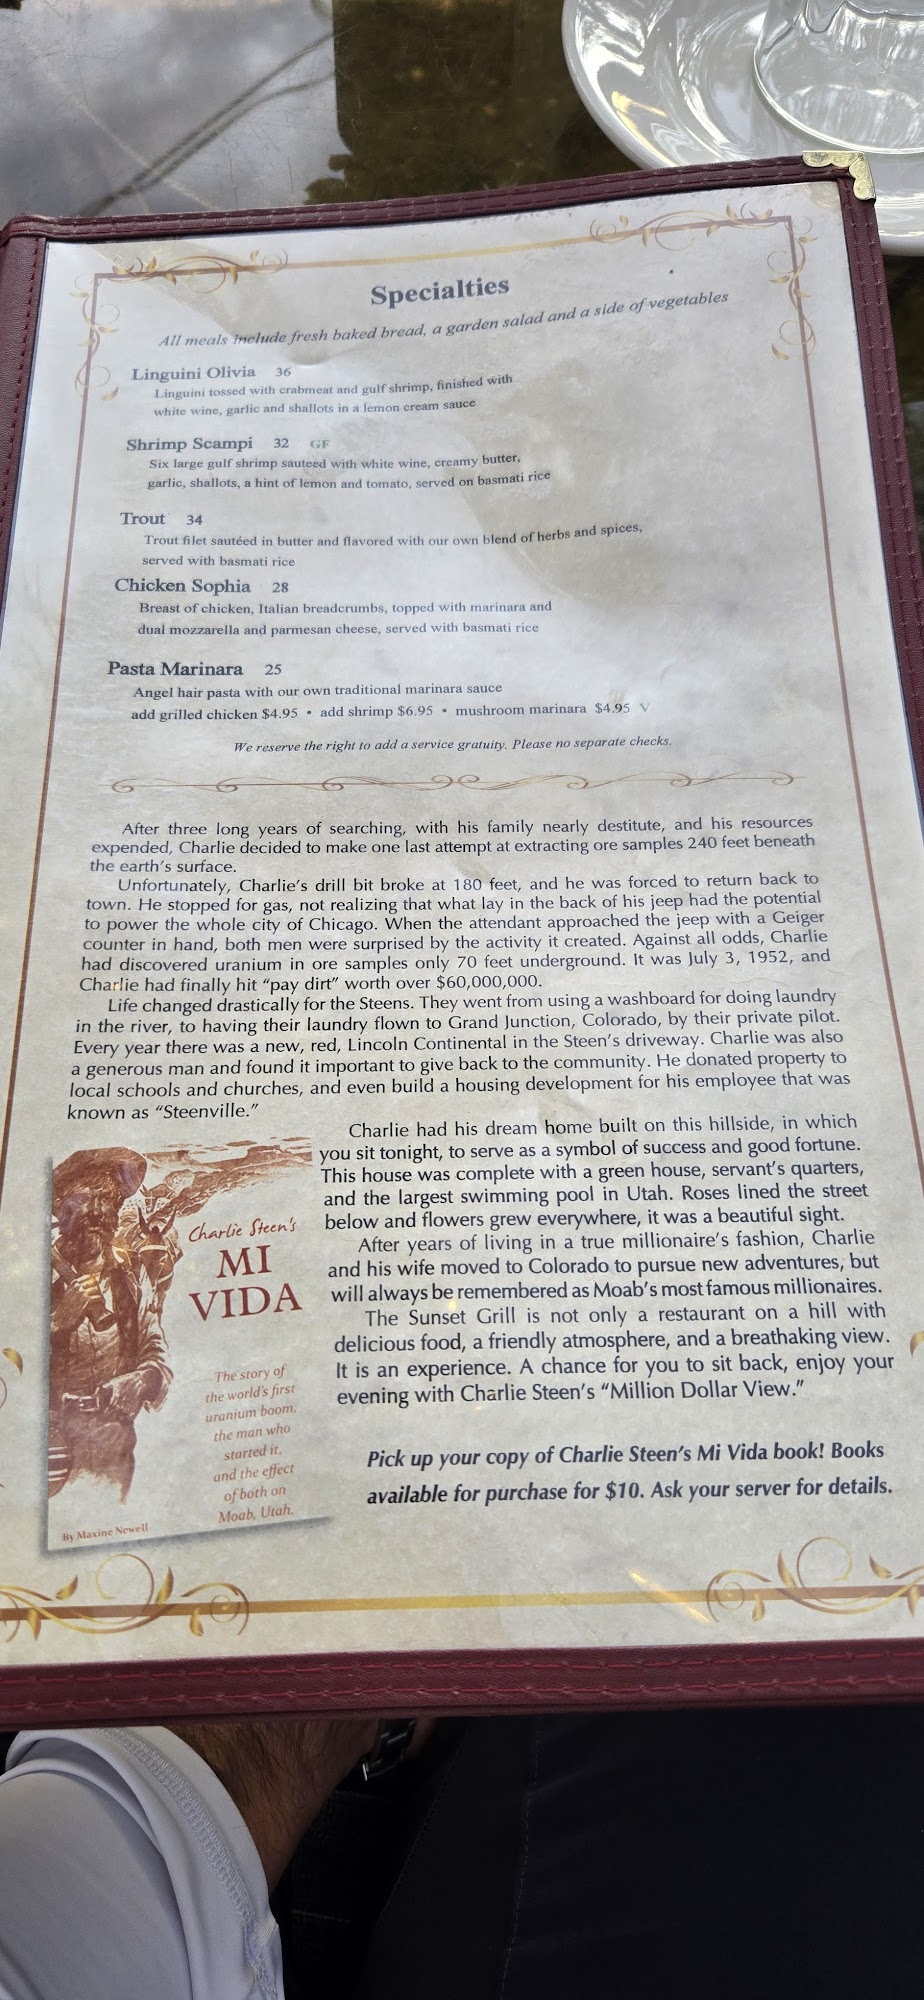 Specialties
All meals include fresh baked bread, a garden salad and a side of vegetables
Linguini Olivia 36
Linguini tossed with crabmeat and gulf shrimp, finished with
white wine, garlic and shallots in a lemon cream sauce
Shrimp Scampi 32 GF
Six large gulf shrimp sauteed with white wine, creamy butter,
garlic, shallots, a hint of lemon and tomato, served on basmati rice
Trout 34
Trout filet sautéed in butter and flavored with our own blend of herbs and spices,
served with basmati rice
Chicken Sophia 28
Breast of chicken, Italian breadcrumbs, topped with marinara and
dual mozzarella and parmesan cheese, served with basmati rice
Pasta Marinara 25
Angel hair pasta with our own traditional marinara sauce
add grilled chicken $4.95 • add shrimp $6.95 • mushroom marinara $4.95 V
We reserve the right to add a service gratuity. Please no separate checks.
After three long years of searching, with his family nearly destitute, and his resources
expended, Charlie decided to make one last attempt at extracting ore samples 240 feet beneath
the earth's surface.
Unfortunately, Charlie's drill bit broke at 180 feet, and he was forced to return back to
town. He stopped for gas, not realizing that what lay in the back of his jeep had the potential
to power the whole city of Chicago. When the attendant approached the jeep with a Geiger
counter in hand, both men were surprised by the activity it created. Against all odds, Charlie
had discovered uranium in ore samples only 70 feet underground. It was July 3, 1952, and
Charlie had finally hit "pay dirt" worth over $60,000,000.
Life changed drastically for the Steens. They went from using a washboard for doing laundry
in the river, to having their laundry flown to Grand Junction, Colorado, by their private pilot.
Every year there was a new, red, Lincoln Continental in the Steen's driveway. Charlie was also
a generous man and found it important to give back to the community. He donated property to
local schools and churches, and even build a housing development for his employee that was
known as "Steenville."
Charlie had his dream home built on this hillside, in which
you sit tonight, to serve as a symbol of success and good fortune.
This house was complete with a green house, servant's quarters,
and the largest swimming pool in Utah. Roses lined the street
below and flowers grew everywhere, it was a beautiful sight.
After years of living in a true millionaire's fashion, Charlie
and his wife moved to Colorado to pursue new adventures, but
will always be remembered as Moab's most famous millionaires.
The Sunset Grill is not only a restaurant on a hill with
delicious food, a friendly atmosphere, and a breathaking view.
It is an experience. A chance for you to sit back, enjoy your
evening with Charlie Steen's "Million Dollar View."
Pick up your copy of Charlie Steen's Mi Vida book! Books
available for purchase for $10. Ask your server for details.
Charlie Steen's
MI
VIDA
The story of
the world's first
uranium boom,
the man who
started it,
and the effect
of both on
Moab, Utah.
By Maxine Newell